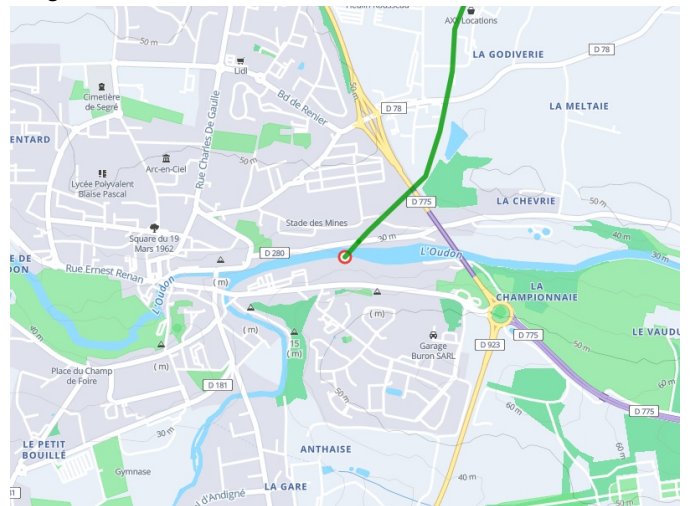 50 m
AXY Locations
LA GODIVERIE
D 78
Lidl
50 m
Cimetière
de Segré
Bd de Renier
D 78
LA MELTAIE
Rue Charles De Gaulle
ENTARD
50 m
Arc-en-Ciel
Lycée Polyvalent
Blaise Pascal
D 775
LA CHEVRIE
50 m
Stade des Mines
Square du 19
Mars 1962
30 m
40 m
D 280
L'Oudon
30 m
E DE
DON
Rue Ernest Renan
L'Oudon
( m)
( m)
( m)
LA
CHAMPIONNAIE
15
( m)
D 775
LE VAUDU
40 m
( m)
Garage
Buron SARL
D 923
50 m
Place du Champ
de Foire
D 181
50 m
60 m
60 m
D 775
30 m
LE PETIT
BOUILLÉ
ANTHAISE
Gymnase
40 m
LA GARE
l d'Andigné